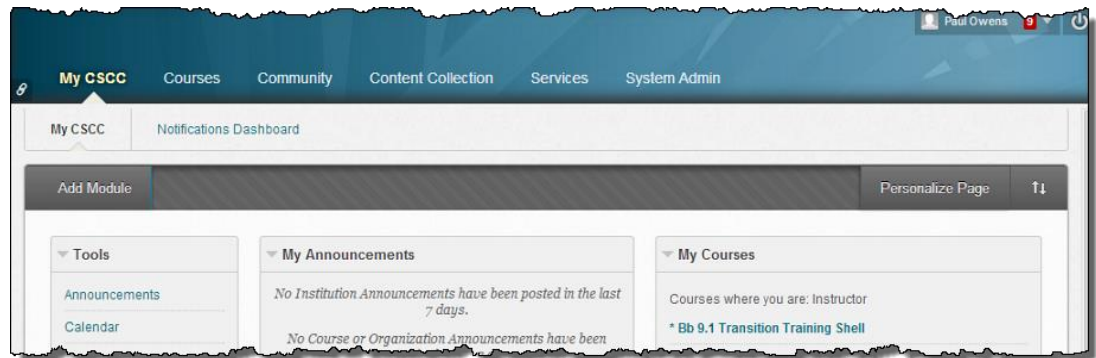 Paul Owens 9
My CSCC Courses Community Content Collection Services System Admin
My CSCC Notifications Dashboard
Add Module Personalize Page
Tools
Announcements
Calendar
My Announcements
No Institution Announcements have been posted in the last
7 days.
No Course or Organization Announcements have been
My Courses
Courses where you are: Instructor
* Bb 9.1 Transition Training Shell